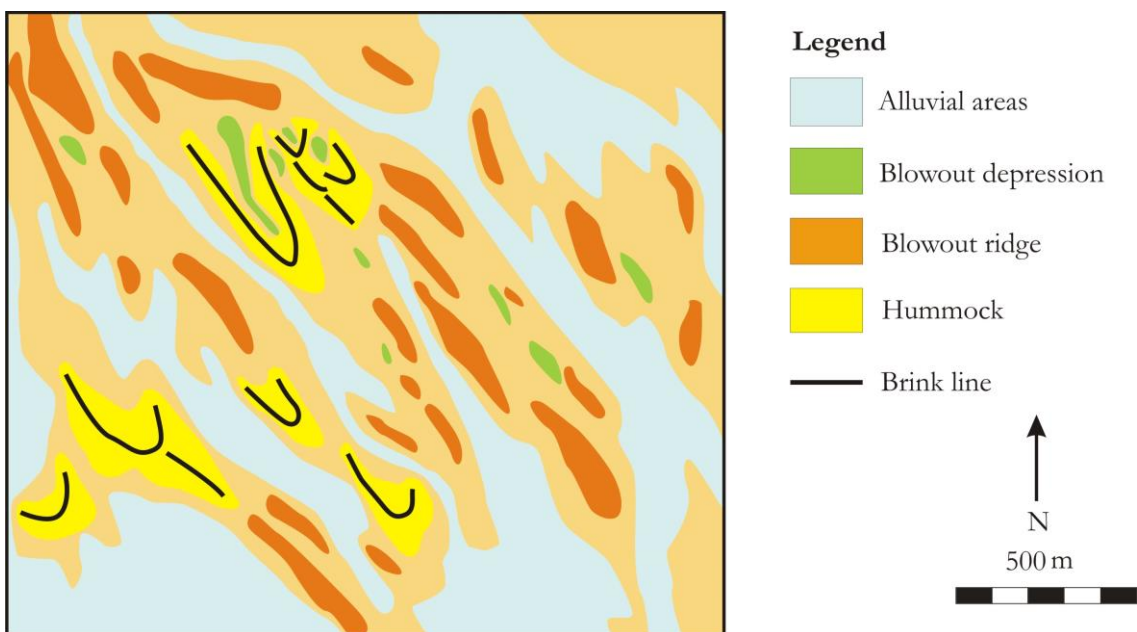 Legend
Alluvial areas
Blowout depression
Blowout ridge
Hummock
Brink line
N
500 m